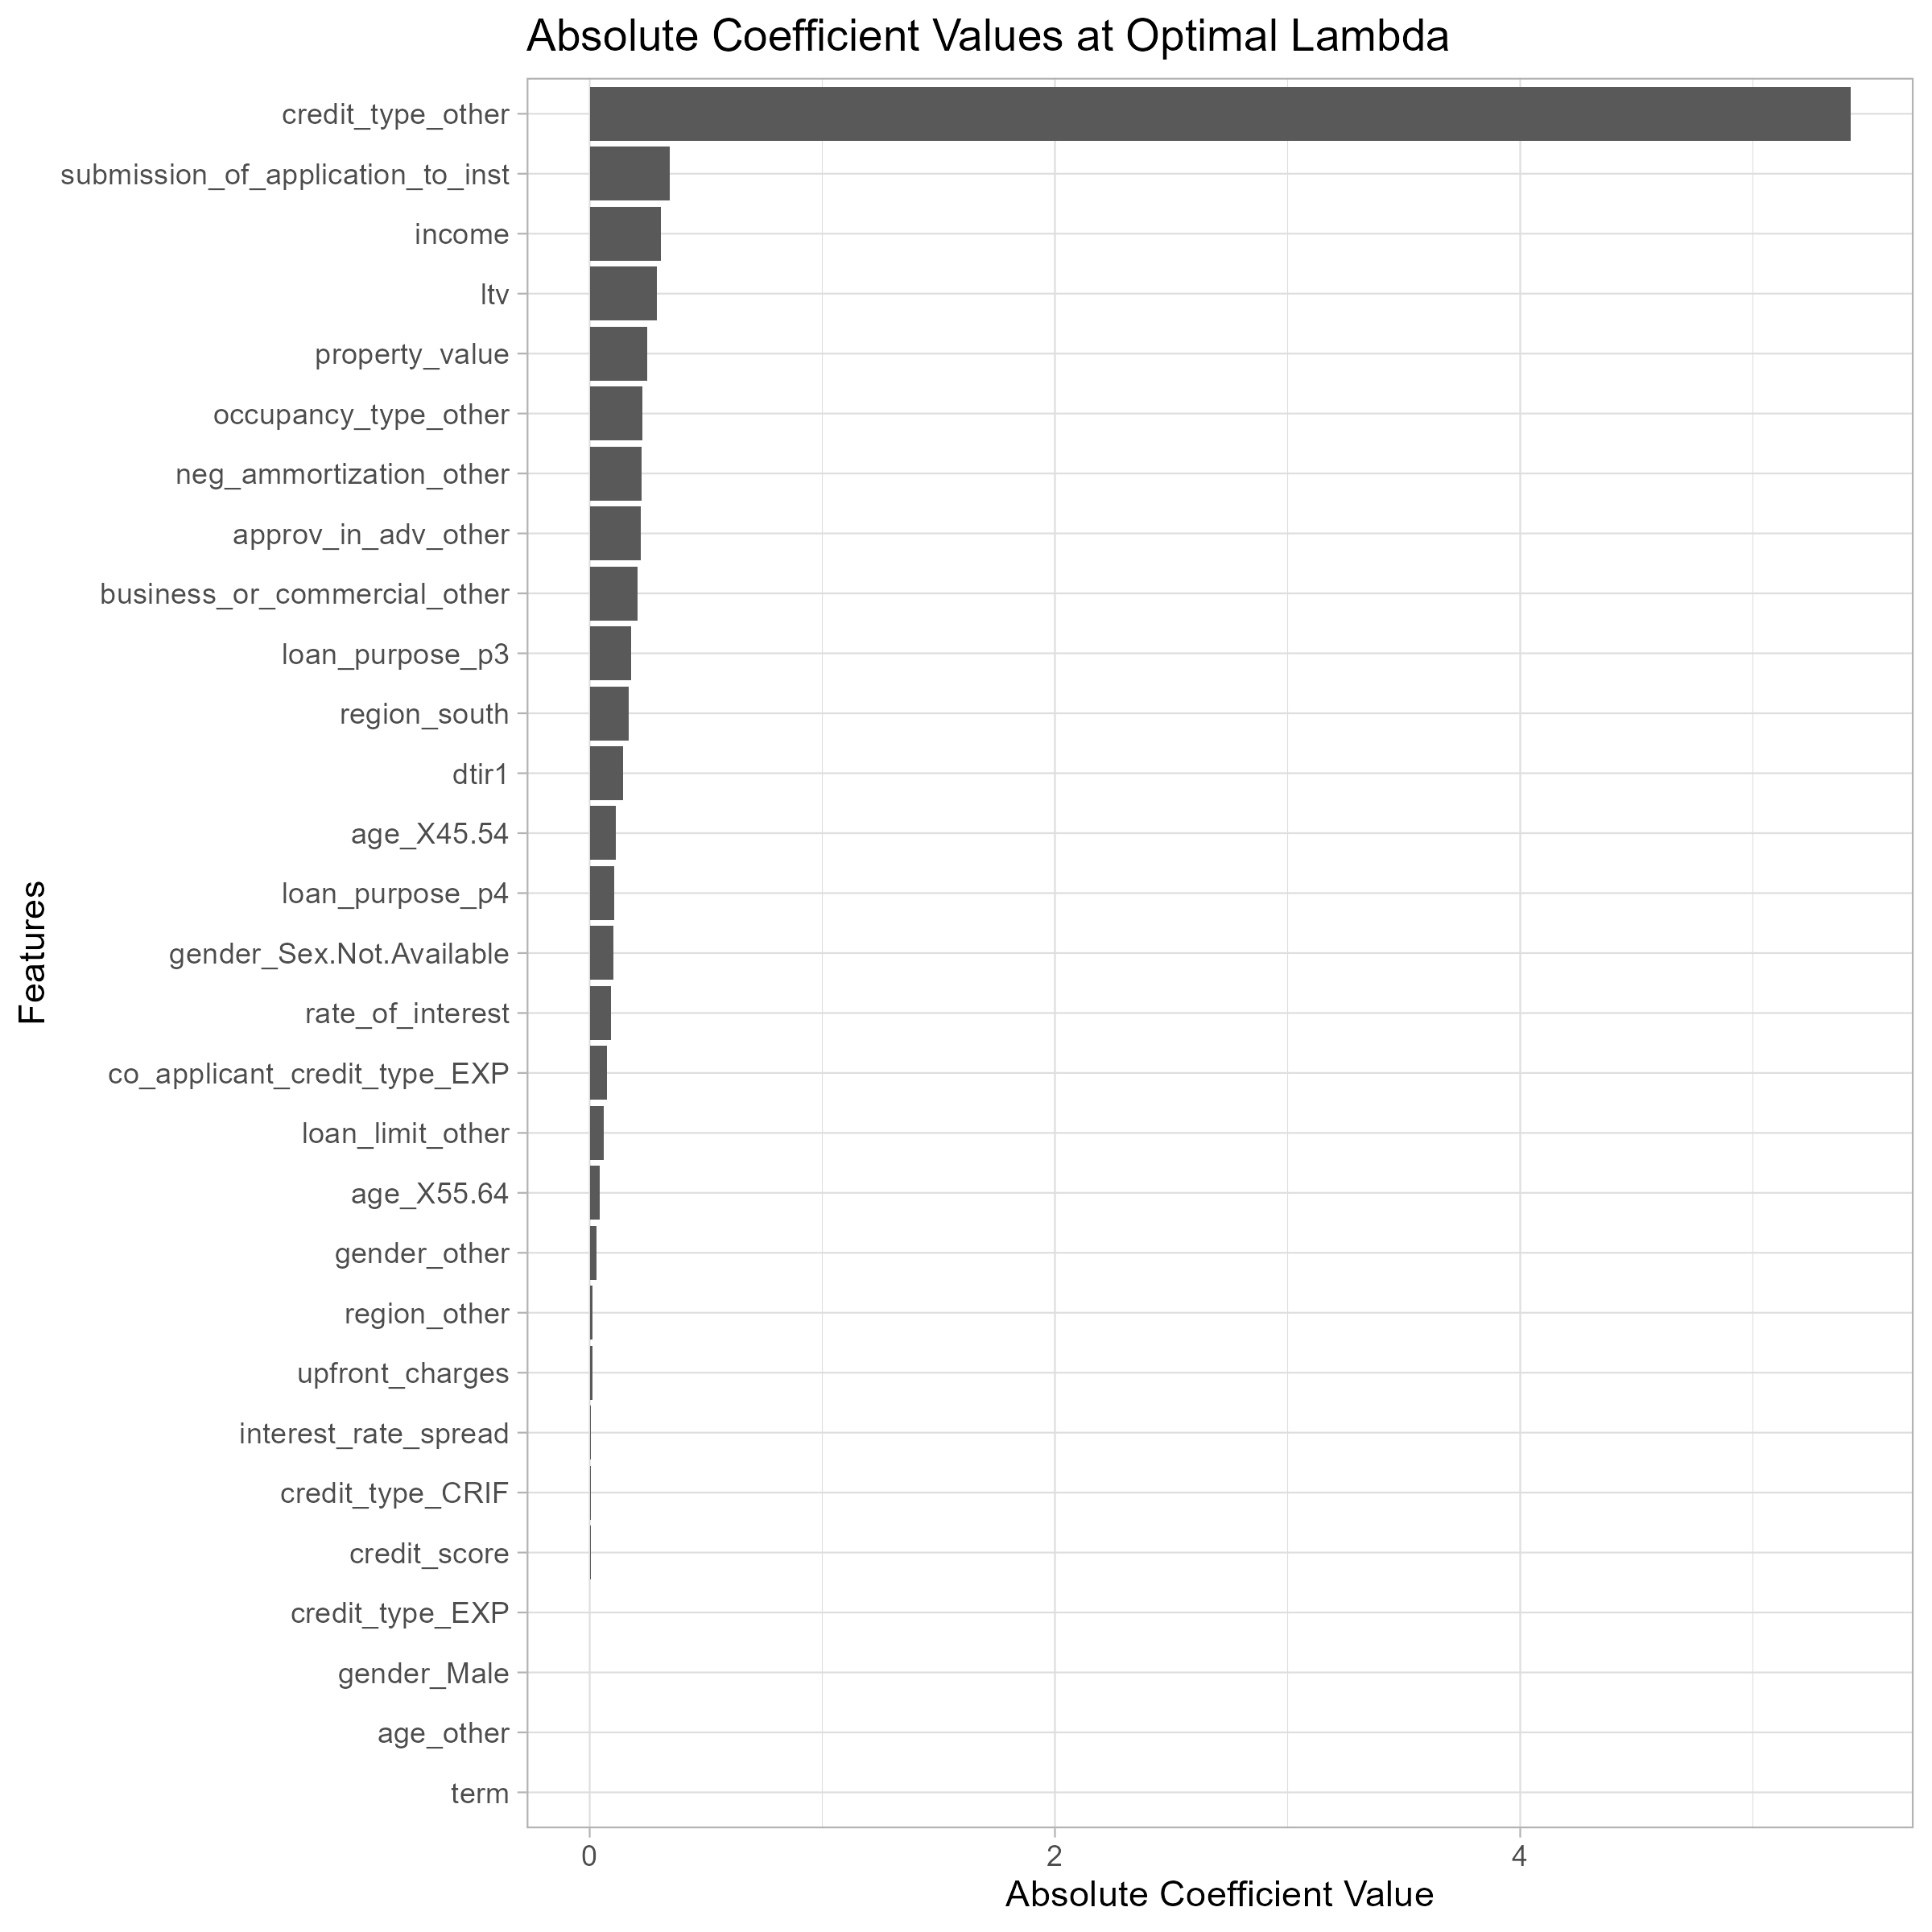 Absolute Coefficient Values at Optimal Lambda
credit_type_other
submission_of_application_to_inst
income
ltv
property_value
occupancy_type_other
neg_ammortization_other
approv_in_adv_other
business_or_commercial_other
loan_purpose_p3
region_south
dtir1
age_X45.54
loan_purpose_p4
gender_Sex.Not.Available
rate_of_interest
co_applicant_credit_type_EXP
loan_limit_other
age_X55.64
gender_other
region_other
upfront_charges
interest_rate_spread
credit_type_CRIF
credit_score
credit_type_EXP
gender_Male
age_other
term
Features
0 2 4
Absolute Coefficient Value